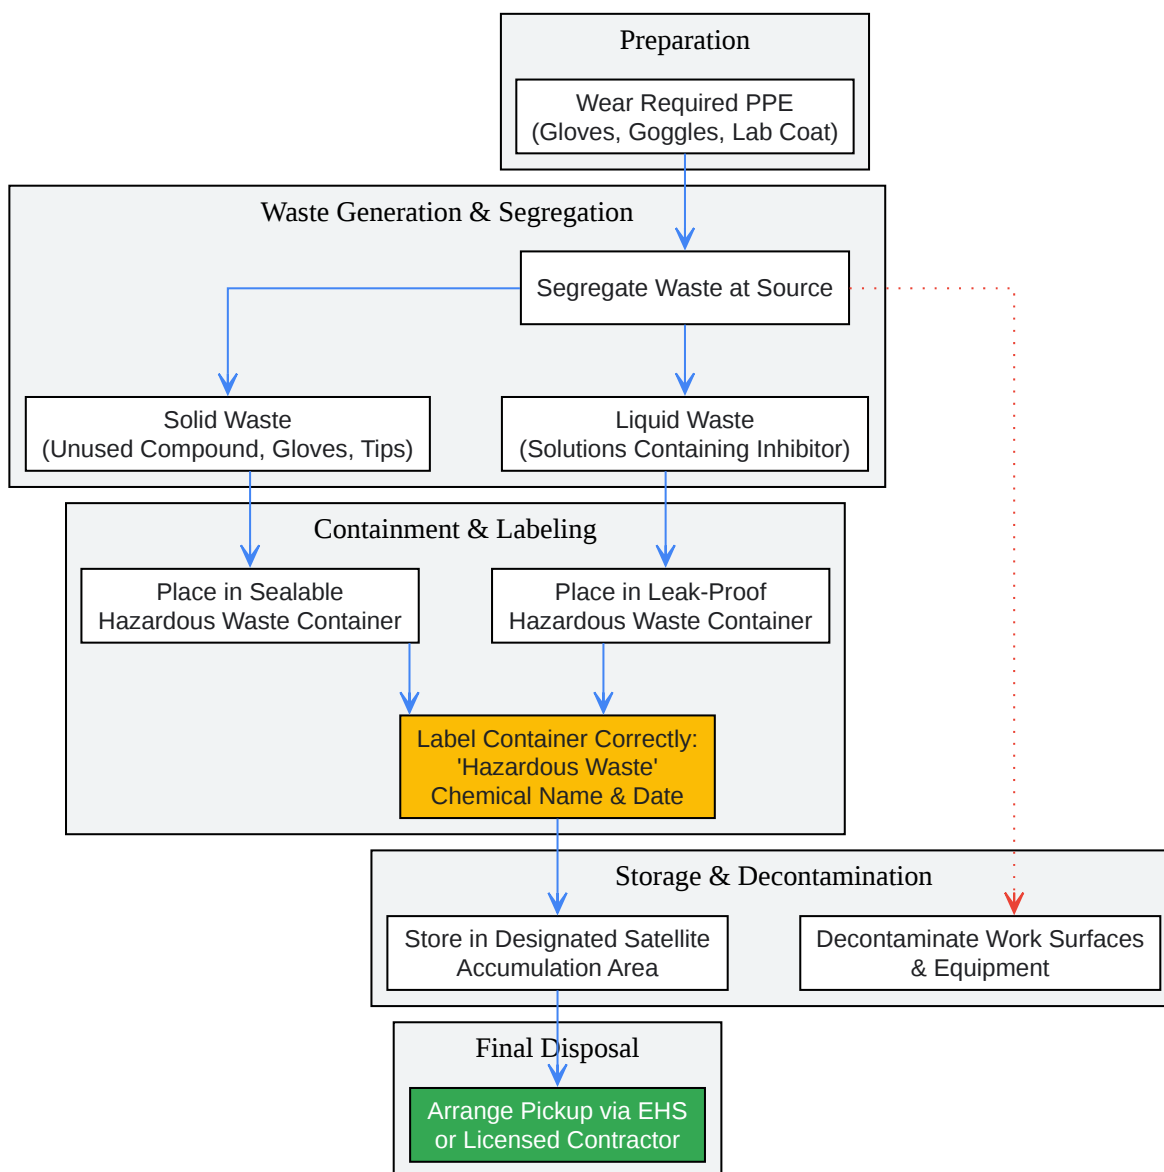 Preparation
Wear Required PPE
(Gloves, Goggles, Lab Coat)
Waste Generation & Segregation
Segregate Waste at Source
Solid Waste
(Unused Compound, Gloves, Tips)
Liquid Waste
(Solutions Containing Inhibitor)
Containment & Labeling
Place in Sealable
Hazardous Waste Container
Place in Leak-Proof
Hazardous Waste Container
Label Container Correctly:
'Hazardous Waste'
Chemical Name & Date
Storage & Decontamination
Store in Designated Satellite
Accumulation Area
Decontaminate Work Surfaces
& Equipment
Final Disposal
Arrange Pickup via EHS
or Licensed Contractor